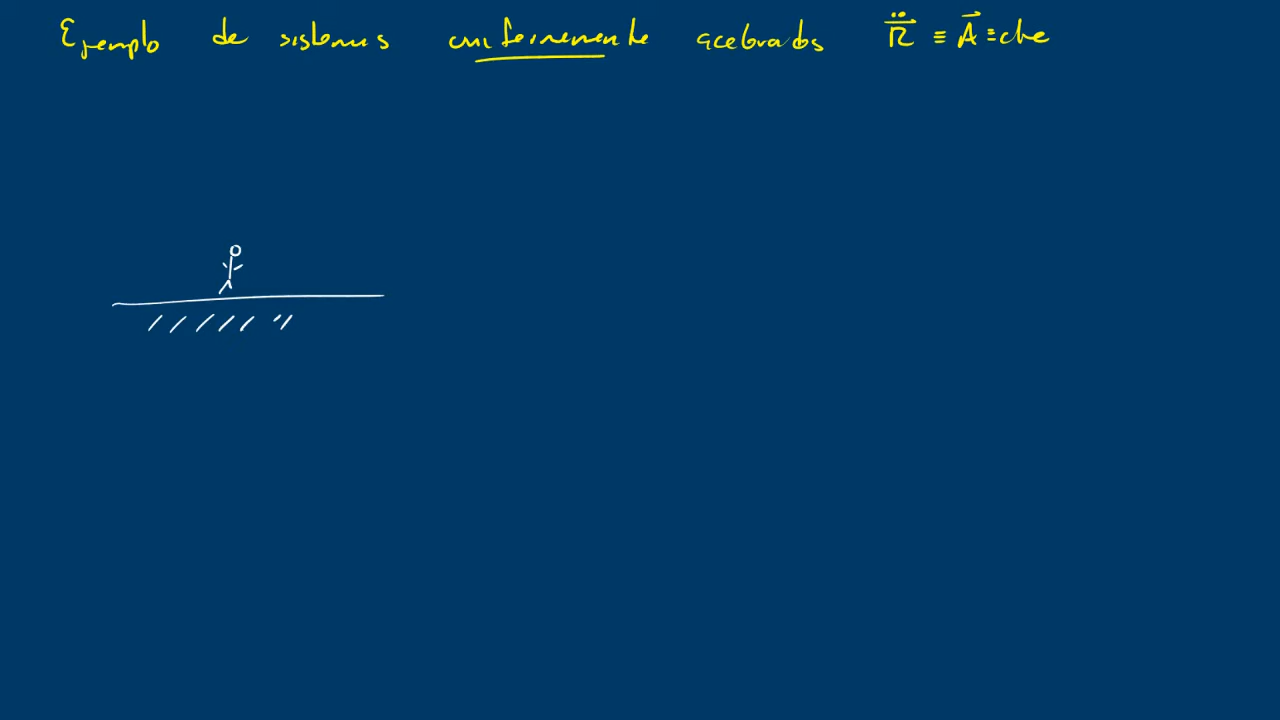 Ejemplo de sistemas uniformemente acelerados R̈ ≡ A⃗ ≡ cte